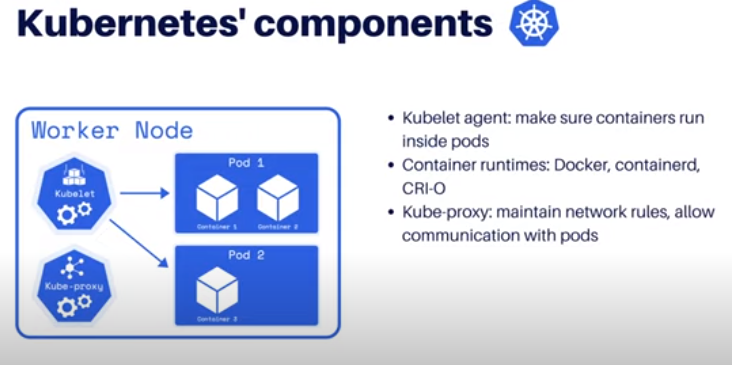 Kubernetes' components
Worker Node
Kubelet
Pod 1
Container 1
Container 2
Kube-proxy
Pod 2
Container 3
• Kubelet agent: make sure containers run
inside pods
• Container runtimes: Docker, containerd,
CRI-O
• Kube-proxy: maintain network rules, allow
communication with pods